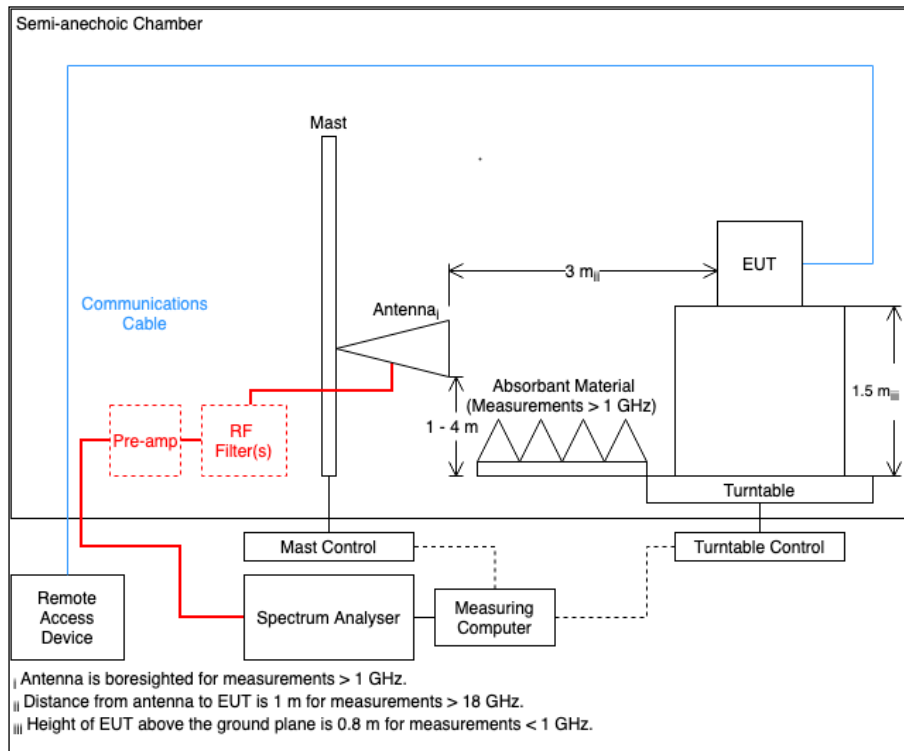 Semi-anechoic Chamber
Mast
EUT
3 m ii
Communications
Cable
Antenna i
Absorbant Material
(Measurements > 1 GHz)
1.5 m iii
1 - 4 m
Pre-amp
RF
Filter(s)
Turntable
Mast Control
Turntable Control
Remote
Access
Device
Spectrum Analyser
Measuring
Computer
i Antenna is boresighted for measurements > 1 GHz.
ii Distance from antenna to EUT is 1 m for measurements > 18 GHz.
iii Height of EUT above the ground plane is 0.8 m for measurements < 1 GHz.